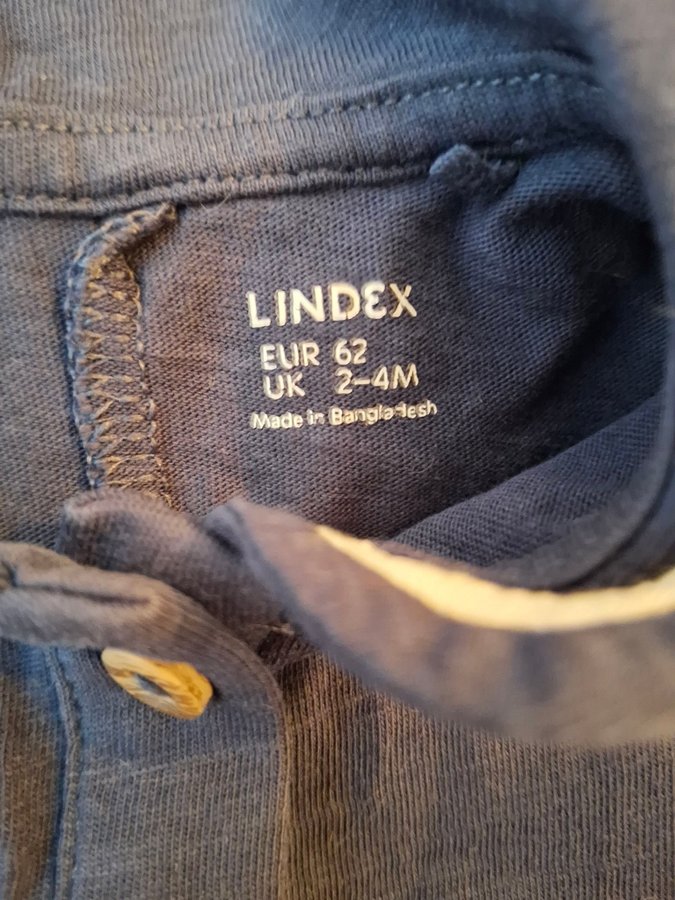 LINDEX
EUR 62
UK 2-4M
Made in Bangladesh